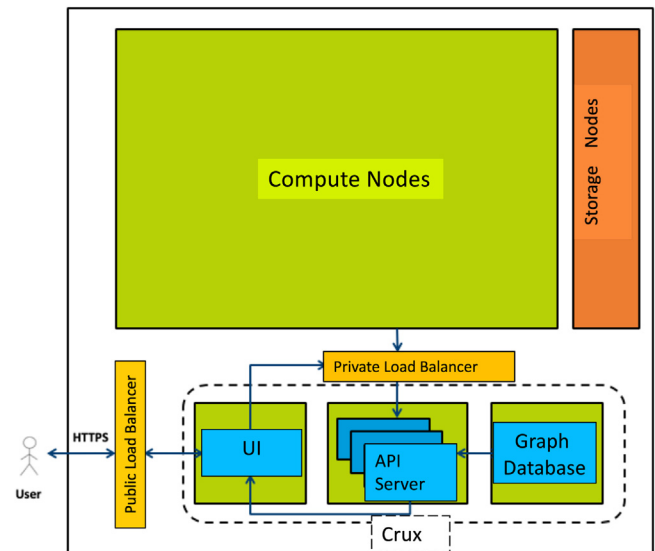 Compute Nodes
Storage Nodes
Private Load Balancer
Public Load Balancer
HTTPS
User
UI
API
Server
Graph
Database
Crux